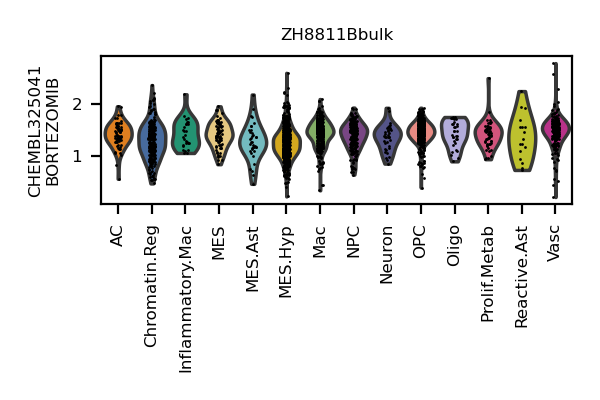 ZH8811Bbulk
CHEMBL325041
BORTEZOMIB
2
1
AC
Chromatin.Reg
Inflammatory.Mac
MES
MES.Ast
MES.Hyp
Mac
NPC
Neuron
OPC
Oligo
Prolif.Metab
Reactive.Ast
Vasc